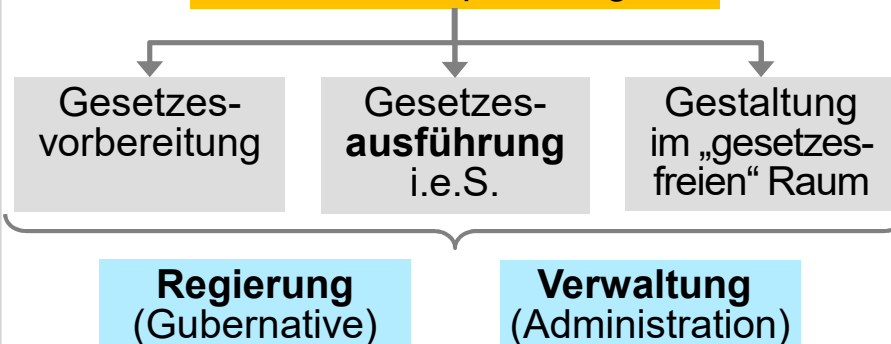 Gesetzes-
vorbereitung
Gesetzes-
ausführung
i.e.S.
Gestaltung
im „gesetzes-
freien“ Raum
Regierung
(Gubernative)
Verwaltung
(Administration)